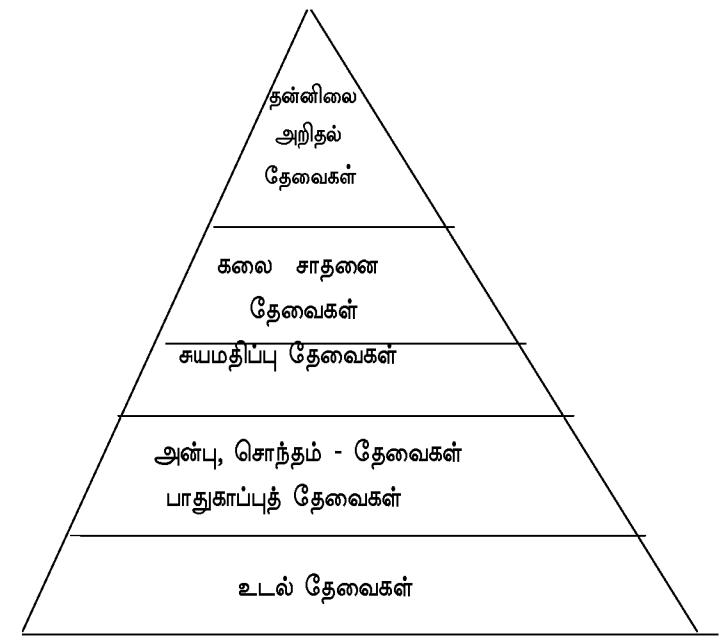 தன்னிலை
அறிதல்
தேவைகள்
கலை சாதனை
தேவைகள்
சுயமதிப்பு தேவைகள்
அன்பு, சொந்தம் - தேவைகள்
பாதுகாப்புத் தேவைகள்
உடல் தேவைகள்